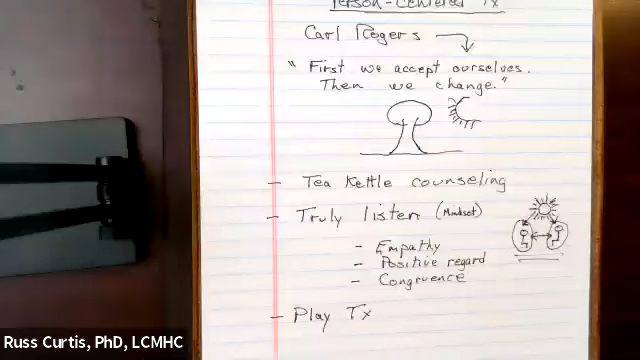 Person-Centered Tx
Carl Rogers
"First we accept ourselves.
Then we change."
- Tea Kettle counseling
- Truly listen (Mindset)
- Empathy
- Positive regard
- Congruence
- Play Tx
Russ Curtis, PhD, LCMHC